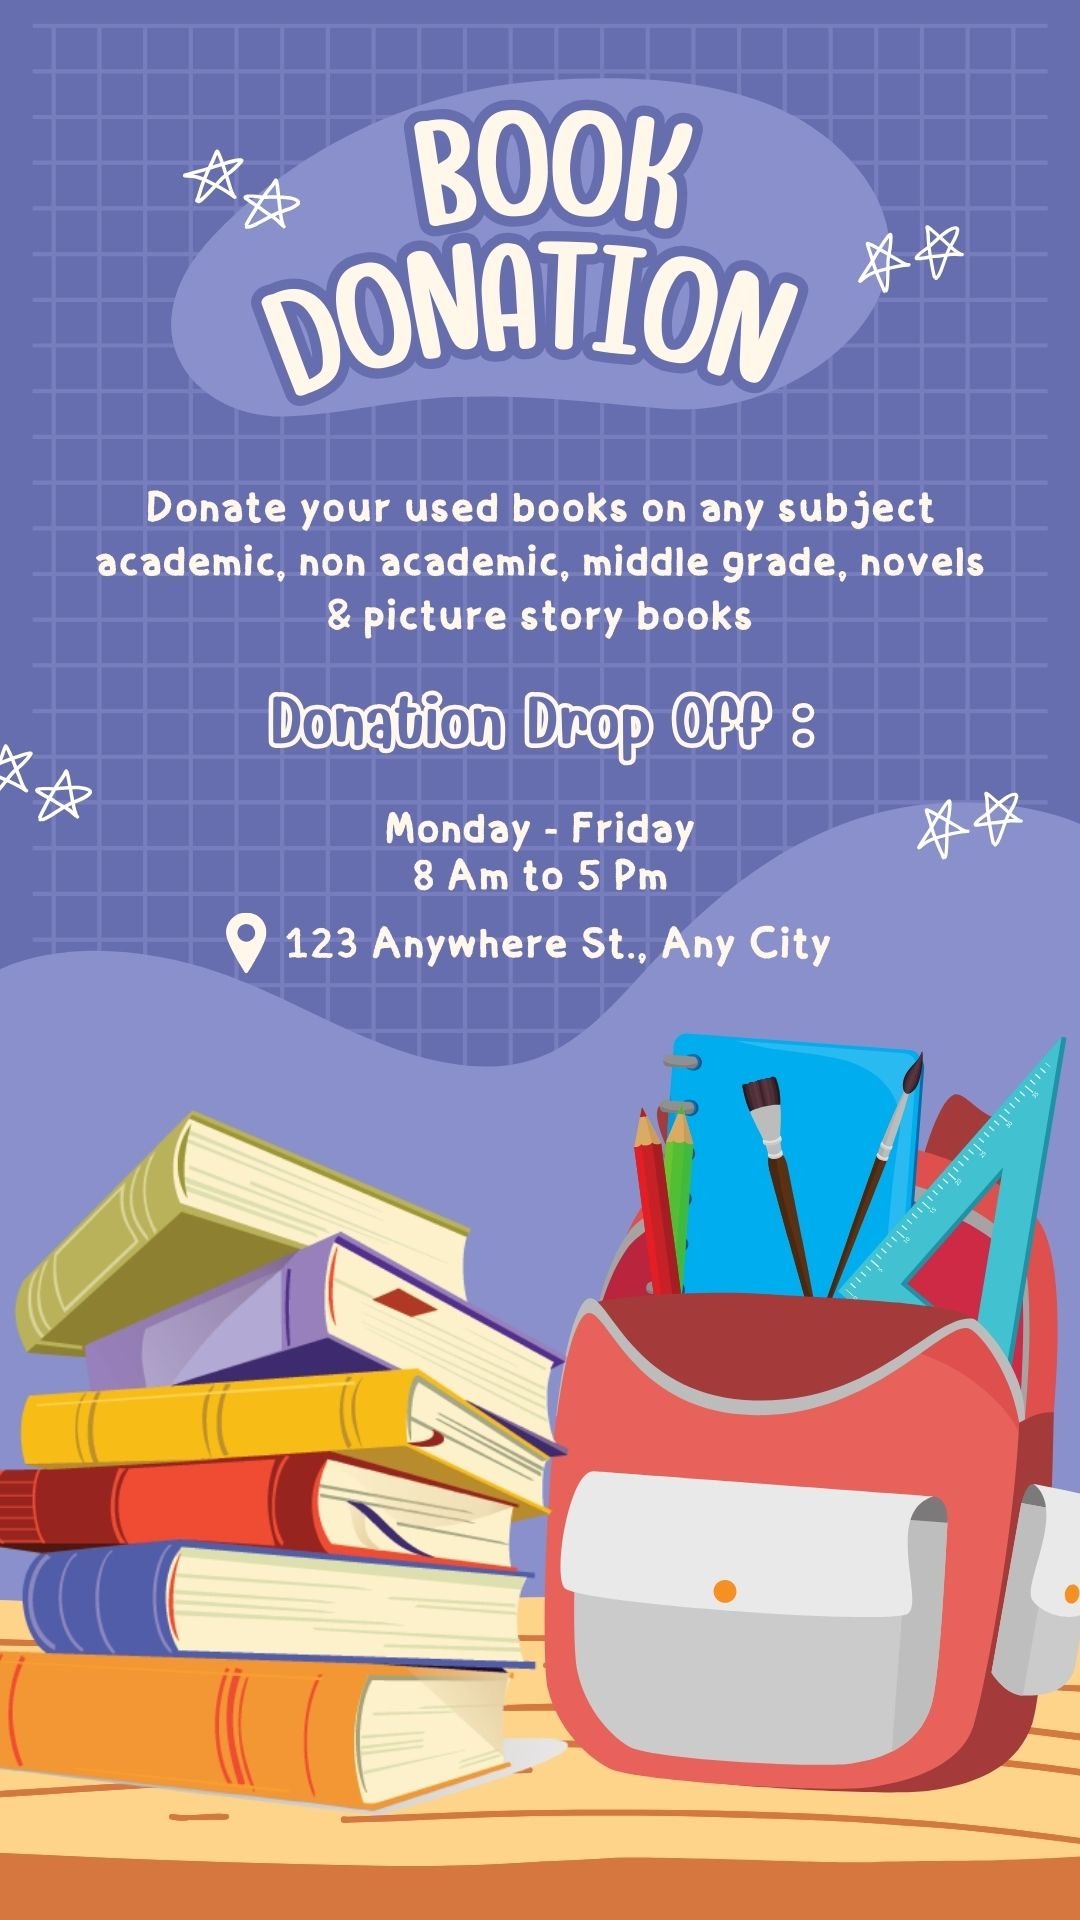 BOOK
DONATION
Donate your used books on any subject
academic, non academic, middle grade, novels
& picture story books
Donation Drop Off :
Monday - Friday
8 Am to 5 Pm
123 Anywhere St., Any City